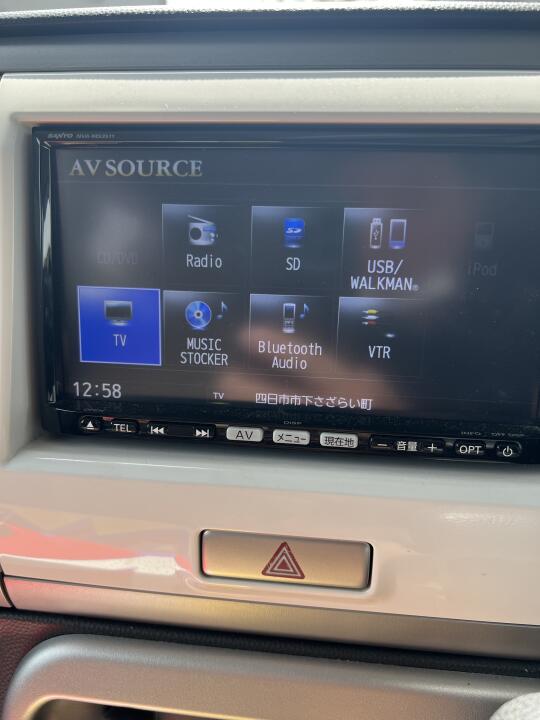 SANYO
AV SOURCE
CD/DVD
Radio
SD
USB/
WALKMAN®
iPod
TV
MUSIC
STOCKER
Bluetooth
Audio
VTR
12:58
TV
四日市市下さざらい町
DISP
TEL
AV
メニュー
現在地
− 音量 +
OPT